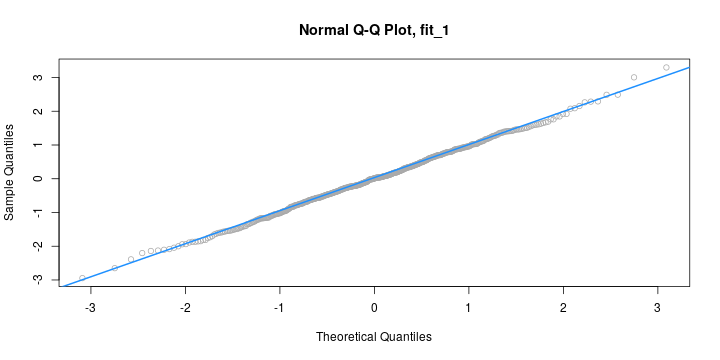 Normal Q-Q Plot, fit_1
Sample Quantiles
3
2
1
0
-1
-2
-3
-3 -2 -1 0 1 2 3
Theoretical Quantiles